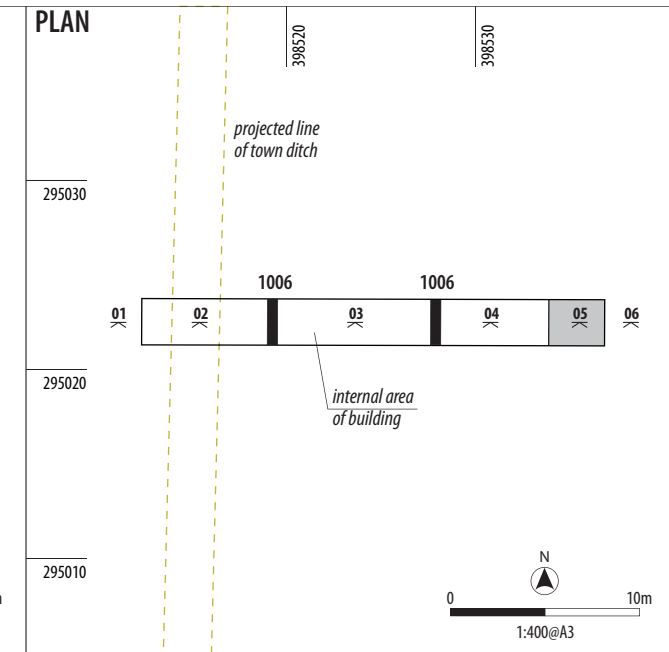 PLAN
398520
398530
projected line
of town ditch
295030
1006
1006
01
02
03
04
05
06
295020
internal area
of building
295010
N
0
10m
1:400@A3